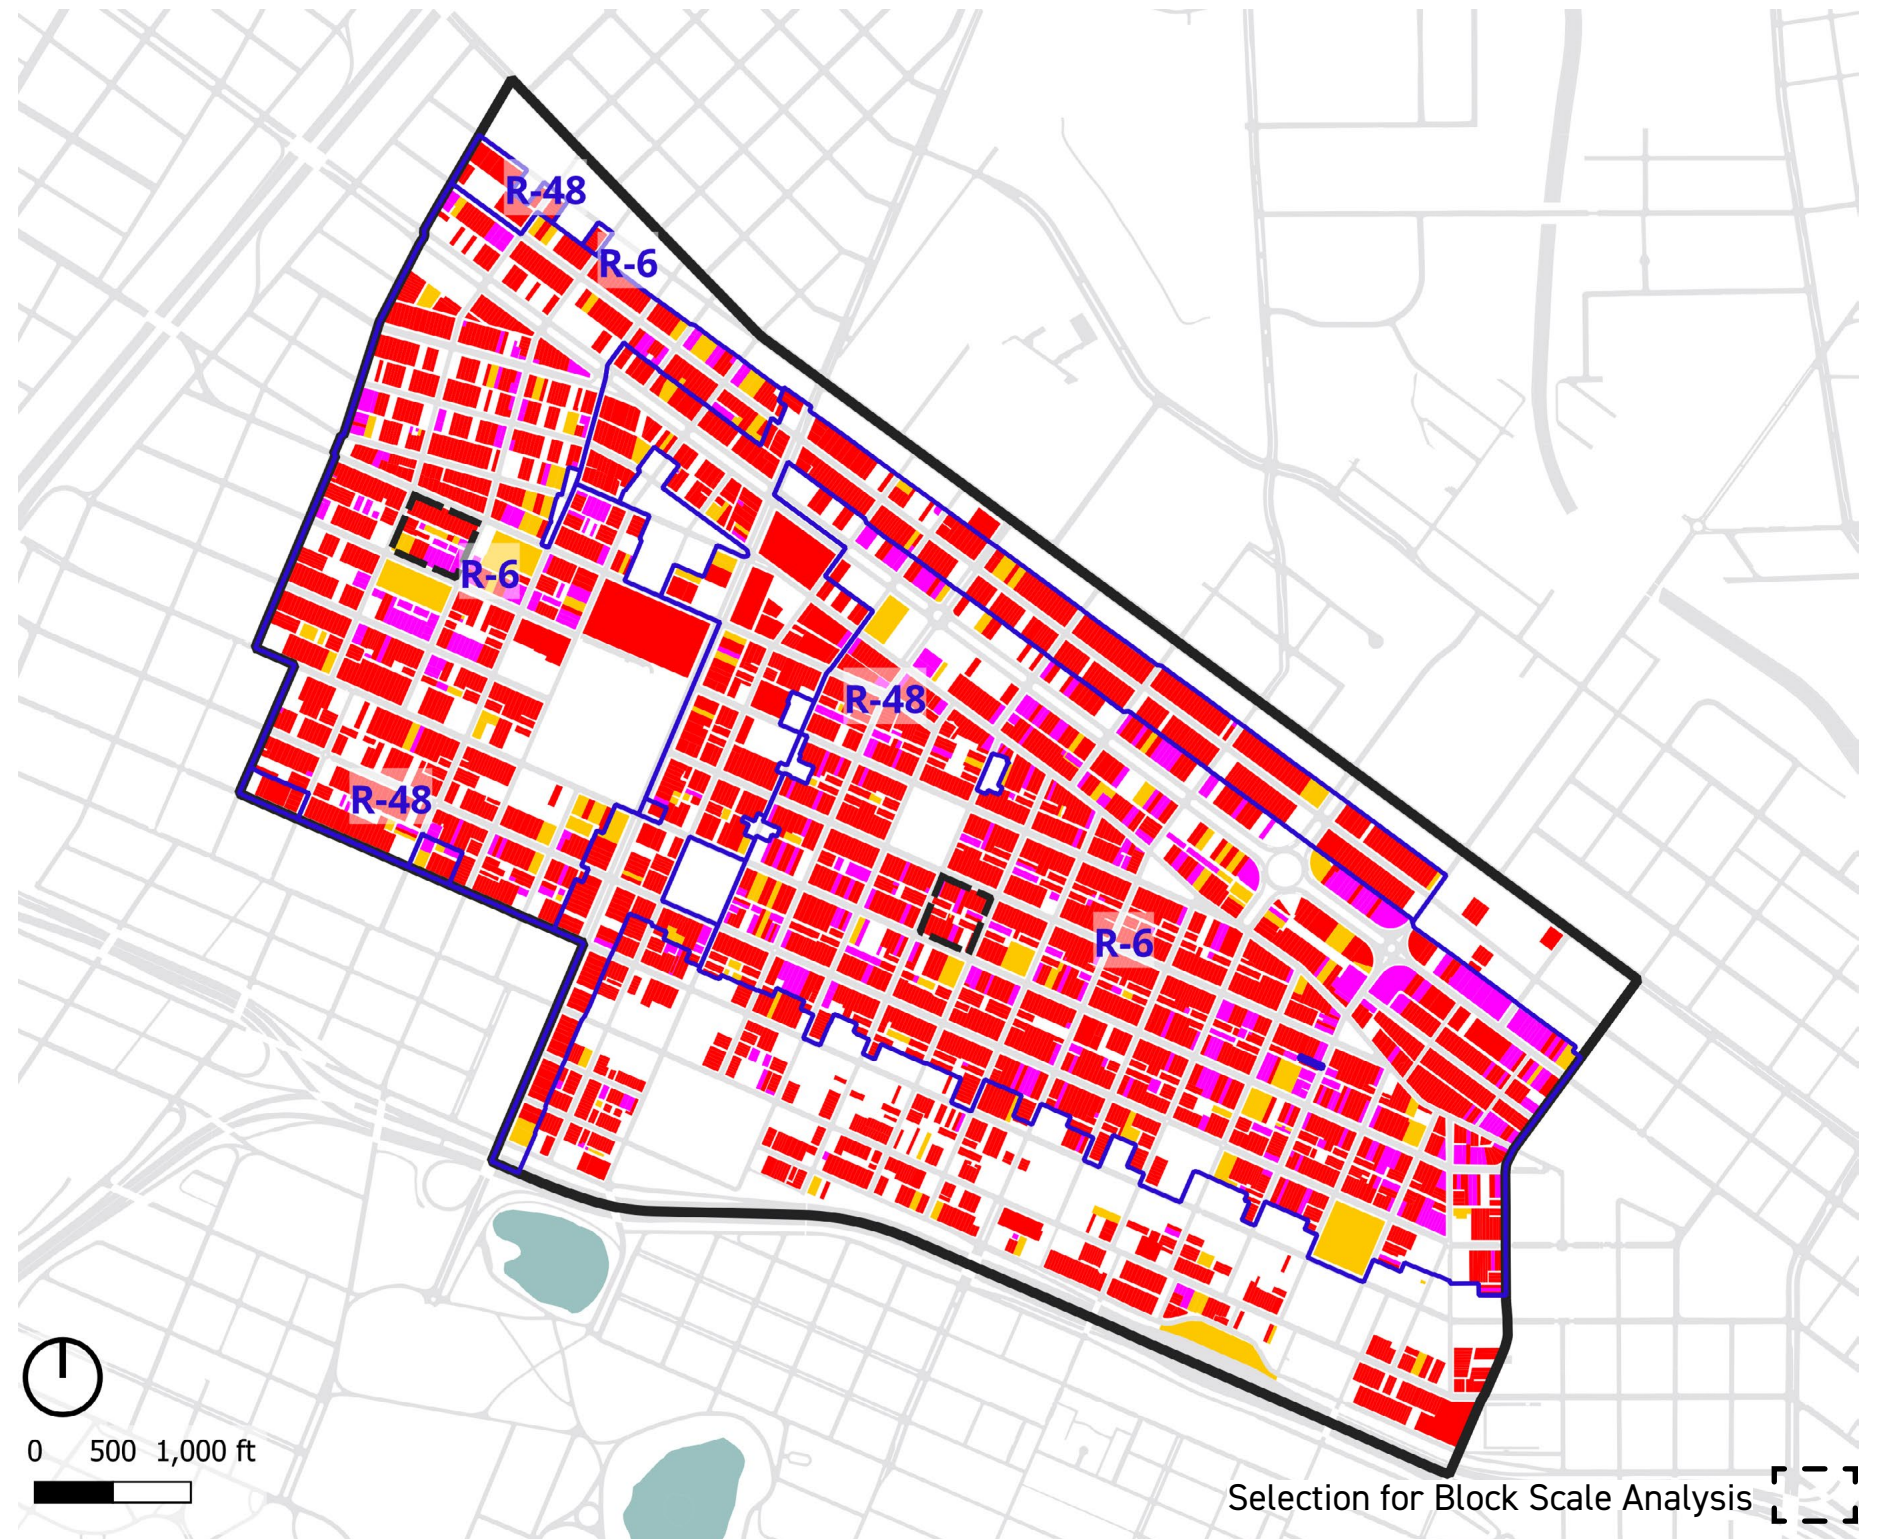 R-48
R-6
R-6
R-48
R-48
R-6
0 500 1,000 ft
Selection for Block Scale Analysis